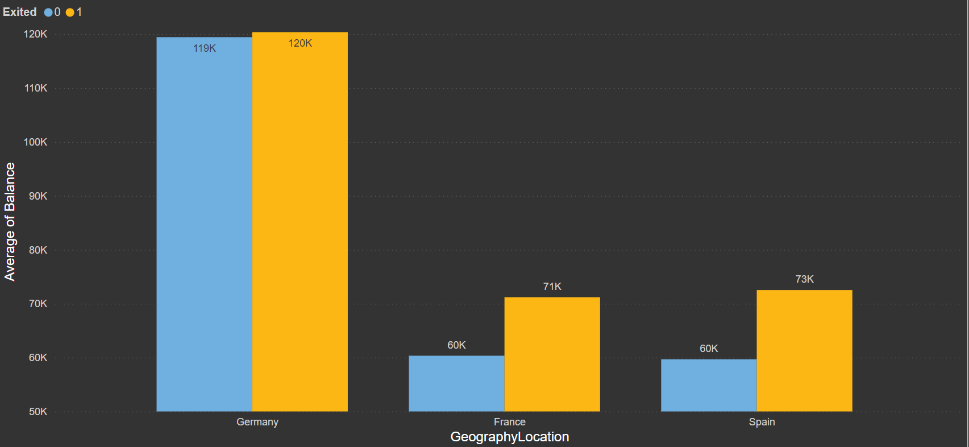 Exited 0 1
120K
110K
100K
90K
80K
70K
60K
50K
Average of Balance
119K 120K
60K 71K
60K 73K
Germany France Spain
GeographyLocation